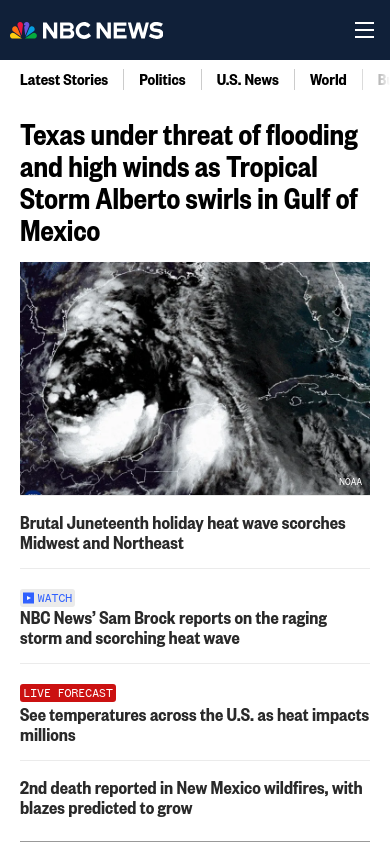 NBC NEWS
Latest Stories
Politics
U.S. News
World
Texas under threat of flooding
and high winds as Tropical
Storm Alberto swirls in Gulf of
Mexico
NOAA
Brutal Juneteenth holiday heat wave scorches
Midwest and Northeast
WATCH
NBC News’ Sam Brock reports on the raging
storm and scorching heat wave
LIVE FORECAST
See temperatures across the U.S. as heat impacts
millions
2nd death reported in New Mexico wildfires, with
blazes predicted to grow